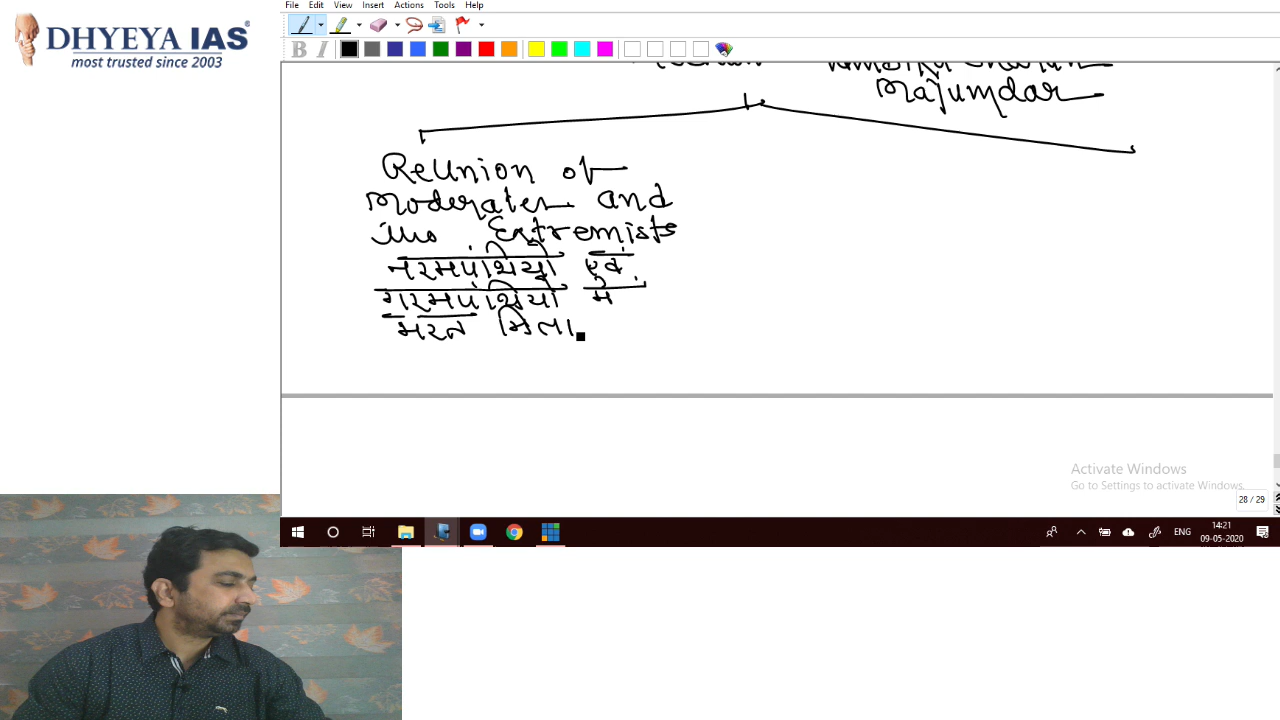 DHYEYA IAS®
most trusted since 2003
File Edit View Insert Actions Tools Help
B I
Majumdar
Reunion of
Moderates and
Extremists
नरमपंथियों एवं
गरमपंथियों में
भरत मिला
Activate Windows
Go to Settings to activate Windows.
28 / 29
ENG
14:21
09-05-2020